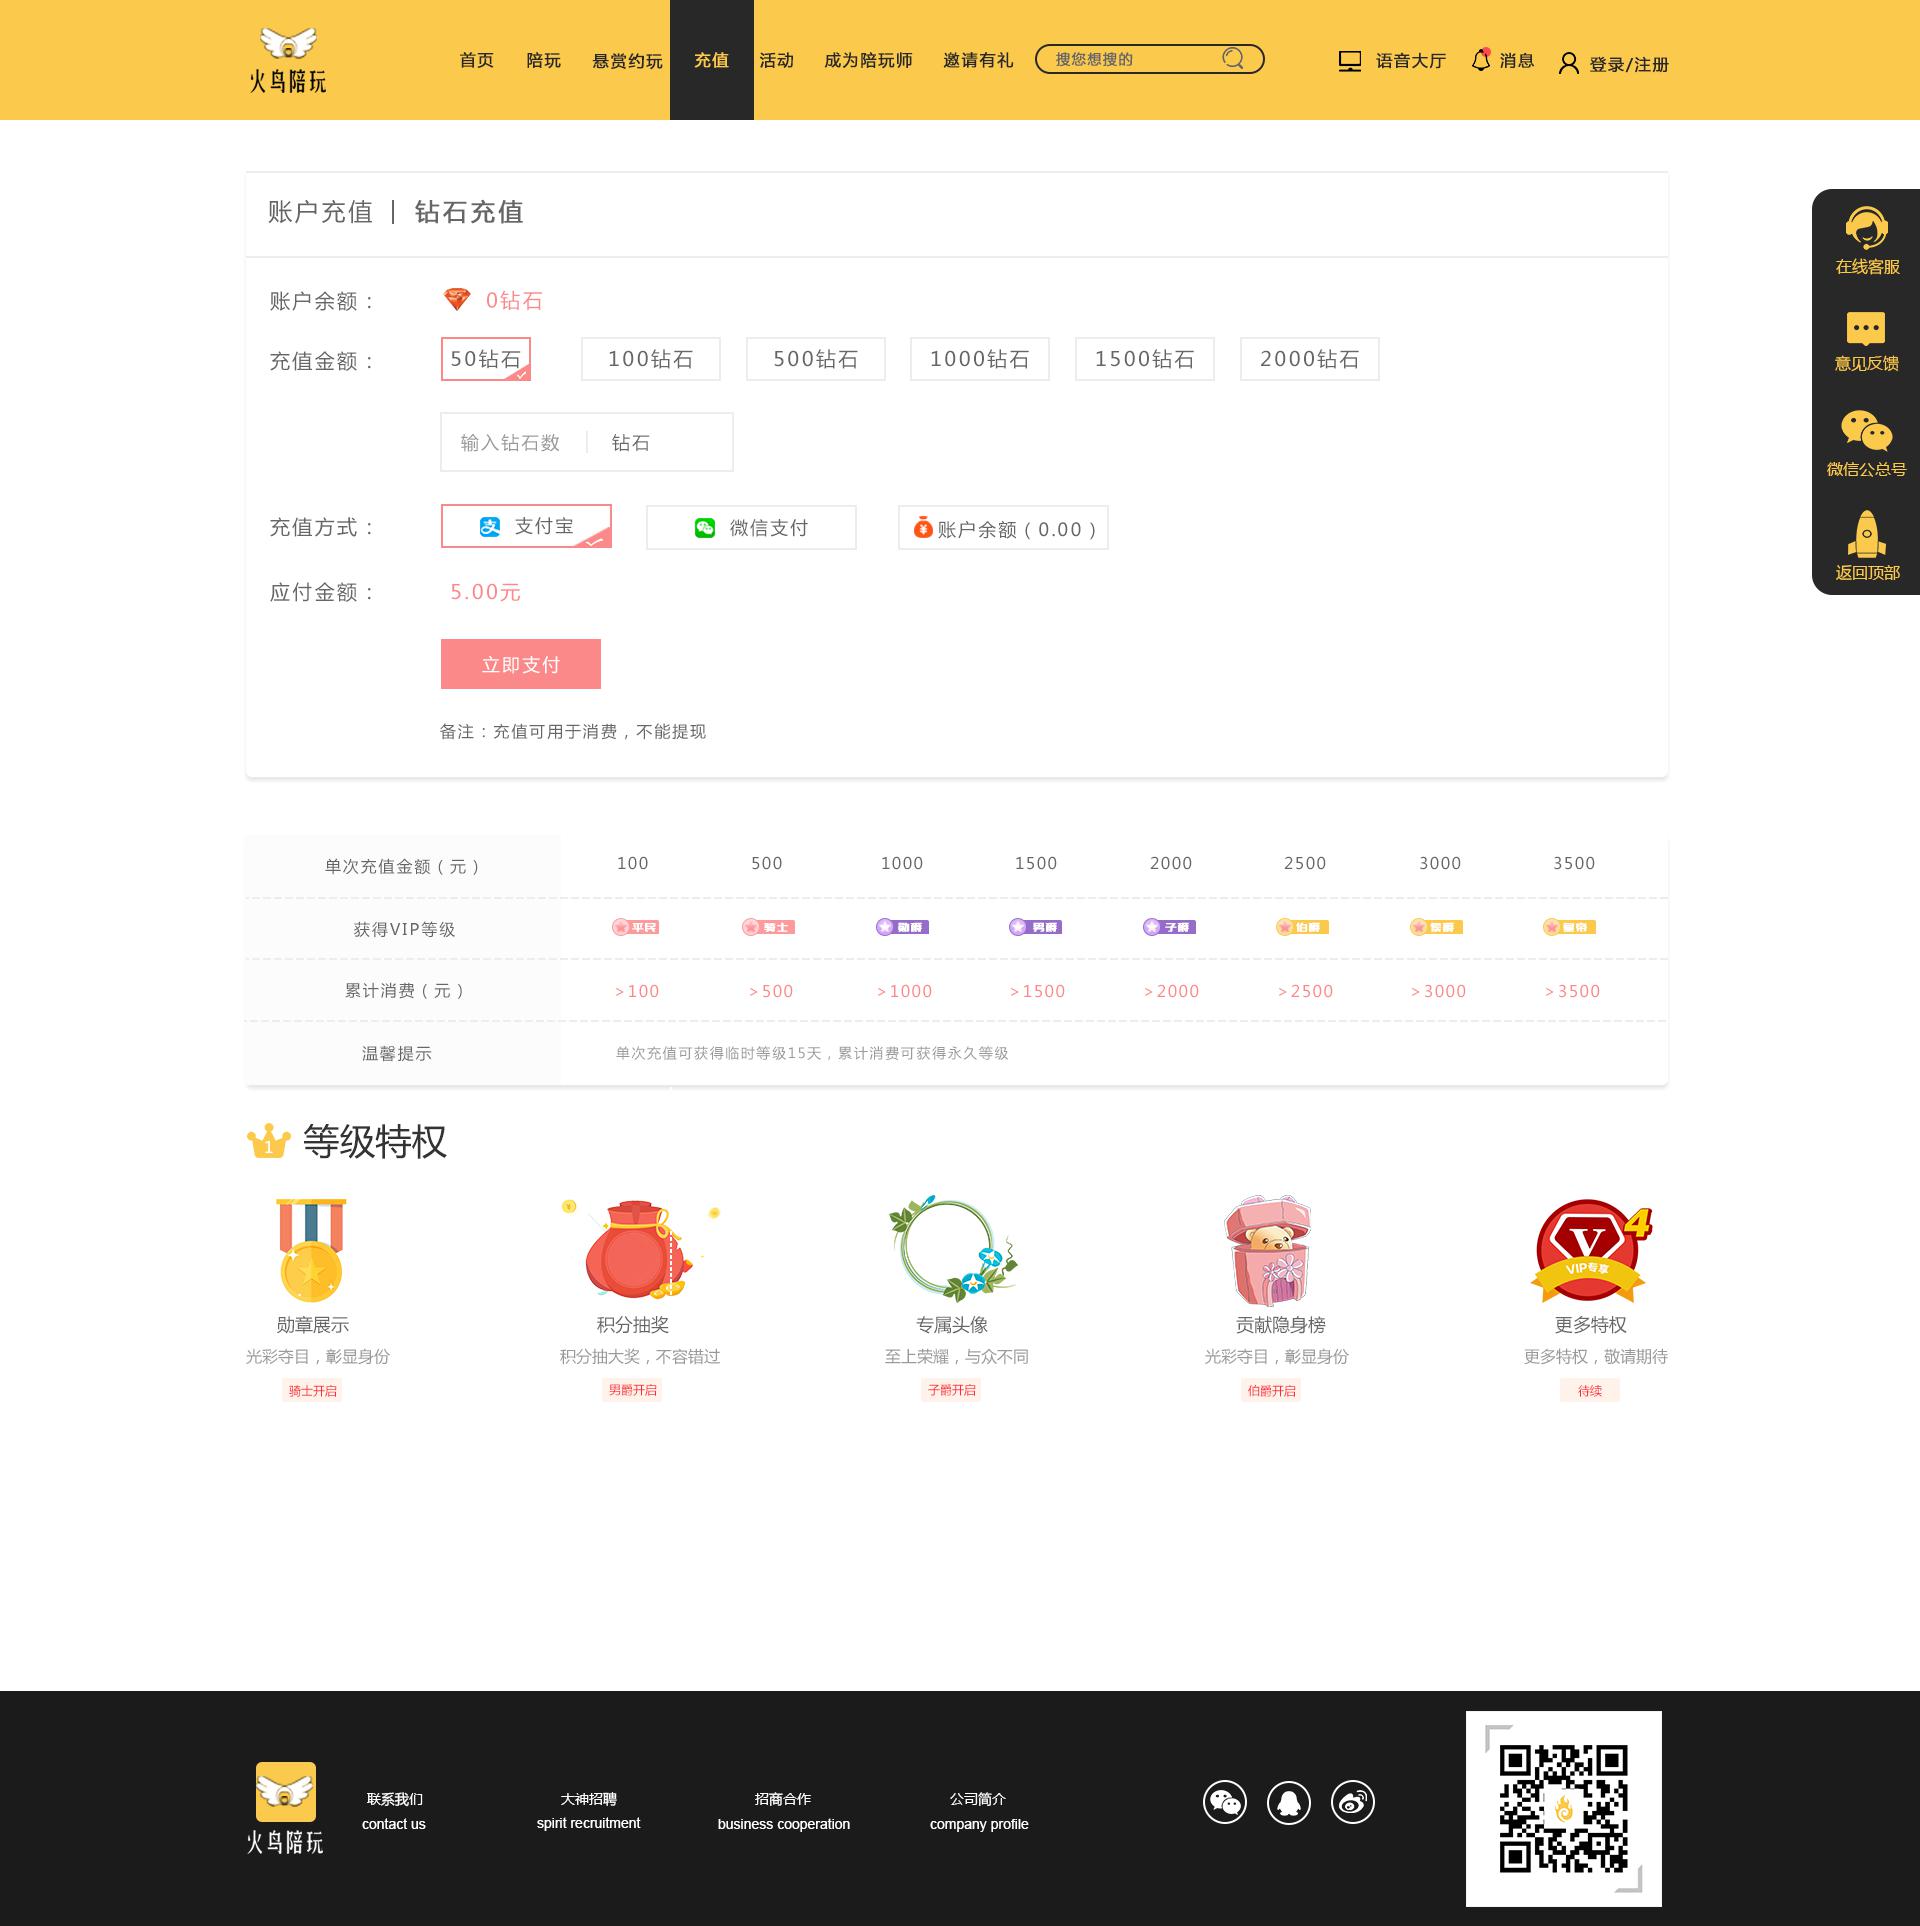 火鸟陪玩
首页 陪玩 悬赏约玩 充值 活动 成为陪玩师 邀请有礼 搜您想搜的 语音大厅 消息 登录/注册
账户充值 | 钻石充值
账户余额： 0钻石
充值金额： 50钻石 100钻石 500钻石 1000钻石 1500钻石 2000钻石
输入钻石数 钻石
充值方式： 支付宝 微信支付 账户余额（0.00）
应付金额： 5.00元
立即支付
备注：充值可用于消费，不能提现
在线客服
意见反馈
微信公总号
返回顶部
单次充值金额（元） 100 500 1000 1500 2000 2500 3000 3500
获得VIP等级 平民 骑士 勋爵 男爵 子爵 伯爵 侯爵 皇帝
累计消费（元） >100 >500 >1000 >1500 >2000 >2500 >3000 >3500
温馨提示 单次充值可获得临时等级15天，累计消费可获得永久等级
1 等级特权
V 4
VIP专享
勋章展示 积分抽奖 专属头像 贡献隐身榜 更多特权
光彩夺目，彰显身份 积分抽大奖，不容错过 至上荣耀，与众不同 光彩夺目，彰显身份 更多特权，敬请期待
骑士开启 男爵开启 子爵开启 伯爵开启 待续
联系我们 大神招聘 招商合作 公司简介
contact us spirit recruitment business cooperation company profile
火鸟陪玩